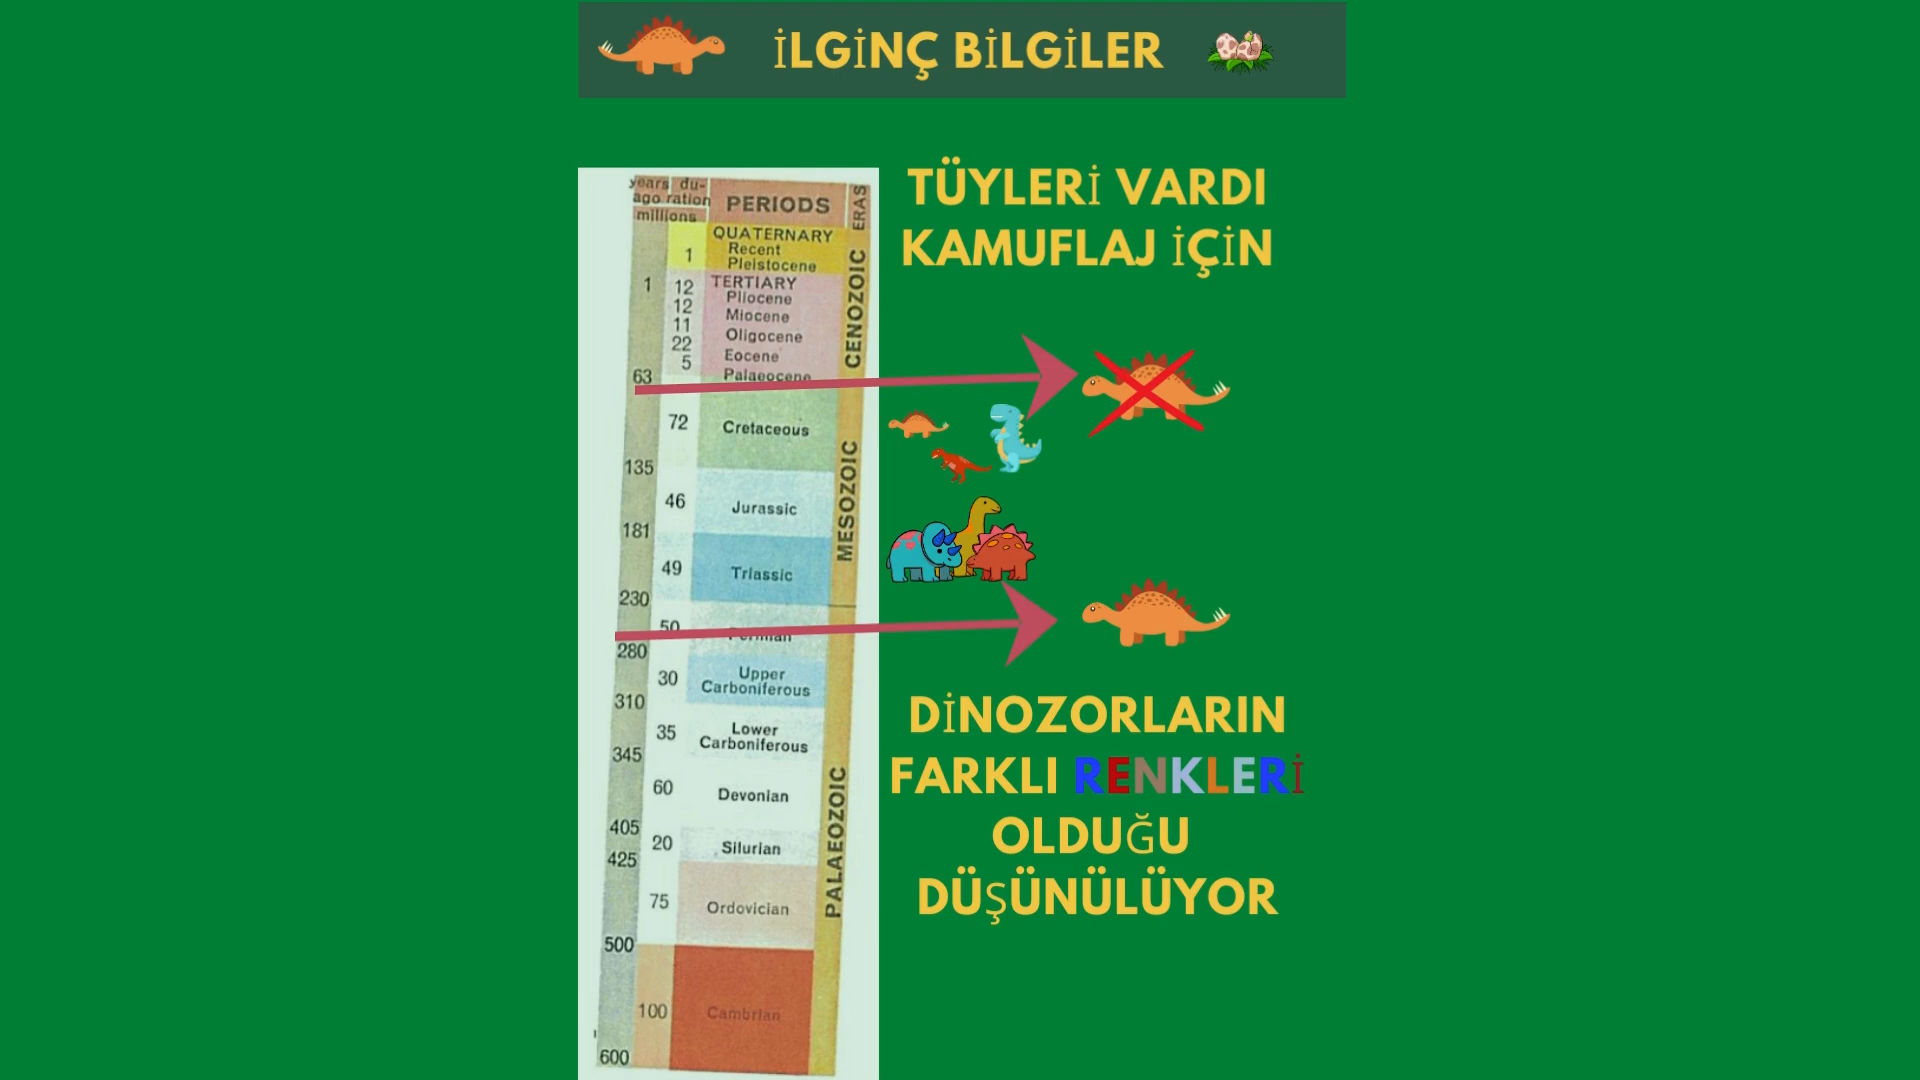 İLGİNÇ BİLGİLER
TÜYLERİ VARDI
KAMUFLAJ İÇİN
years ago du-ration
millions
PERIODS
ERAS
QUATERNARY
Recent
1 Pleistocene
1 12 TERTIARY
Pliocene
12 Miocene
11 Oligocene
22 Eocene
5 Palaeocene
63
CENOZOIC
72 Cretaceous
135
46 Jurassic
181
49 Triassic
230
MESOZOIC
50 Permian
280
30 Upper
Carboniferous
310
35 Lower
Carboniferous
345
60 Devonian
405
20 Silurian
425
75 Ordovician
500
100 Cambrian
600
PALAEOZOIC
DİNOZORLARIN
FARKLI RENKLERİ
OLDUĞU
DÜŞÜNÜLÜYOR